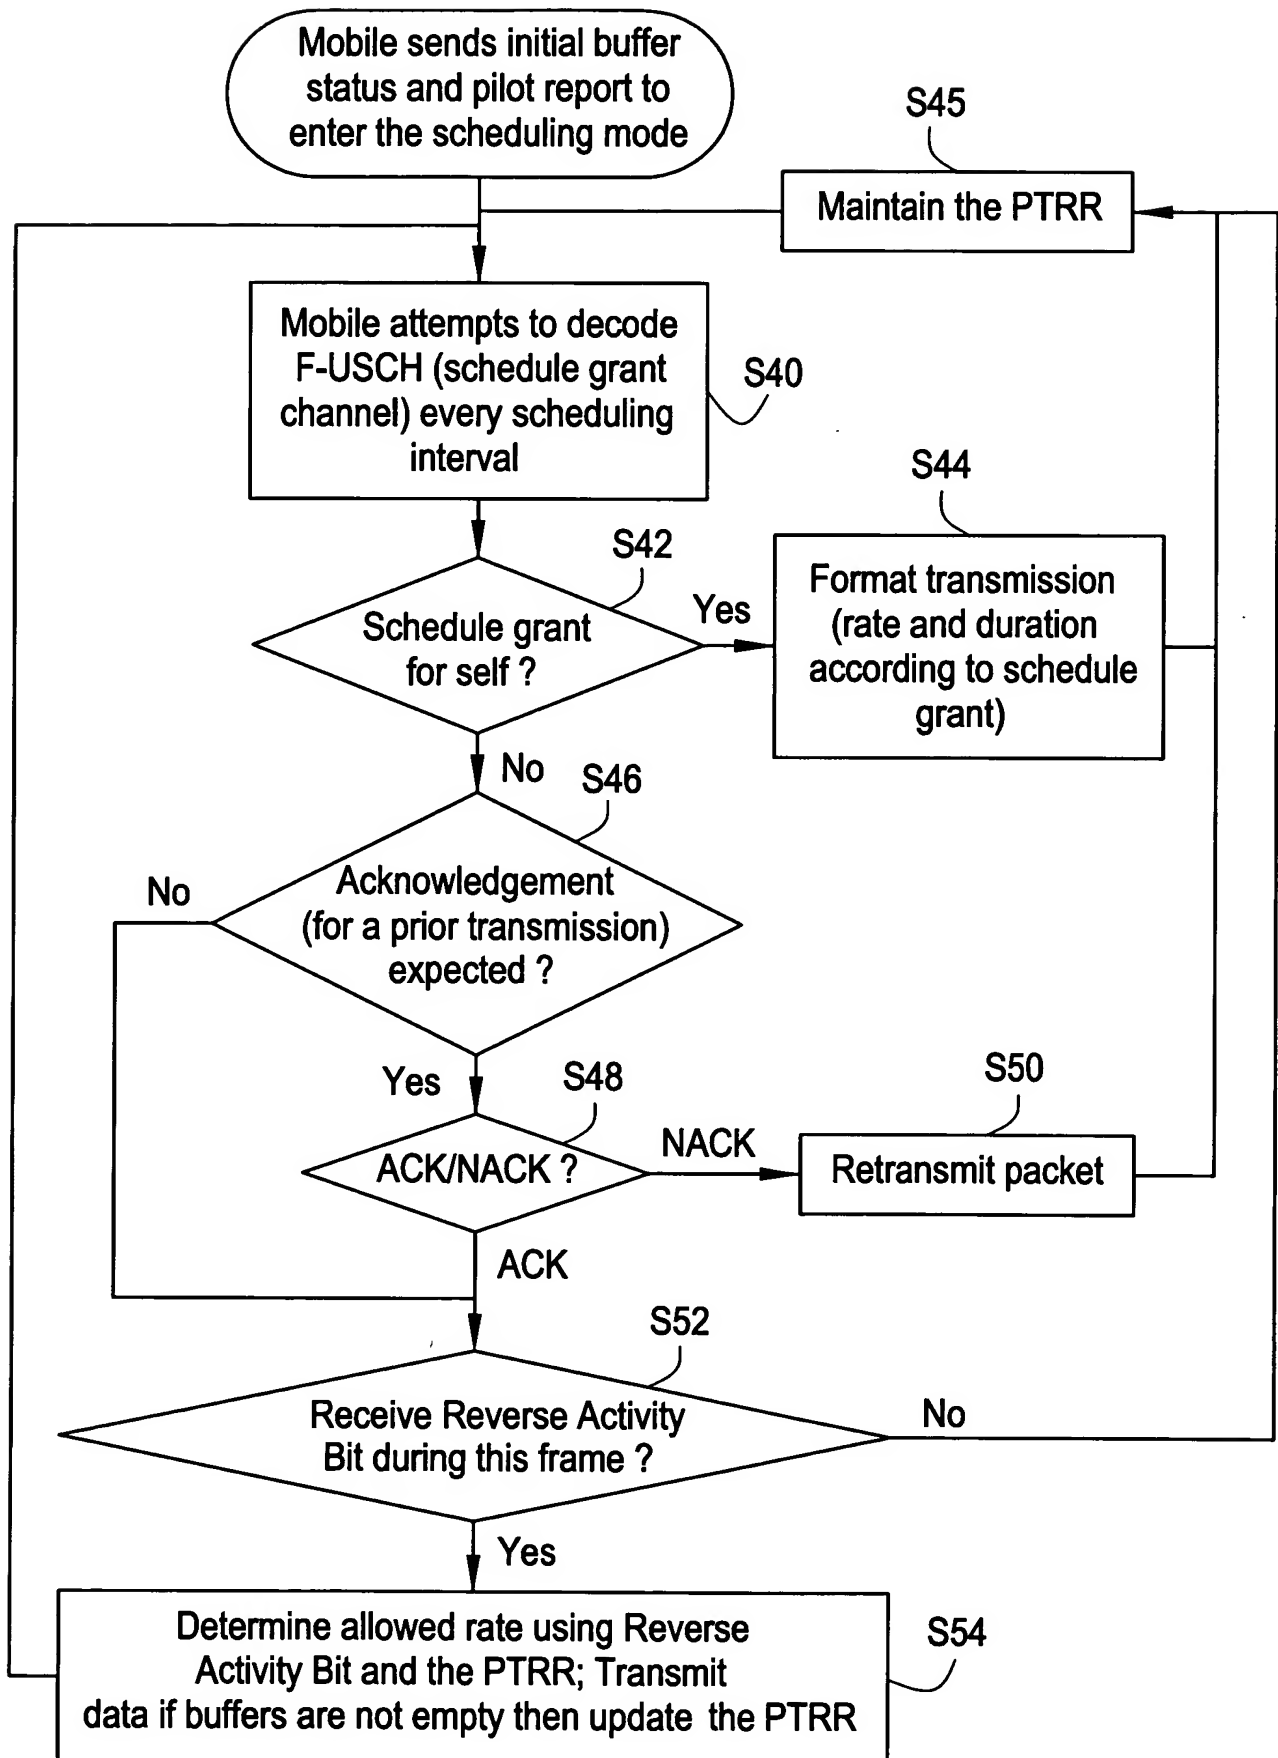 Mobile sends initial buffer
status and pilot report to
enter the scheduling mode
S45
Maintain the PTRR
Mobile attempts to decode
F-USCH (schedule grant
channel) every scheduling
interval
S40
S42
Schedule grant
for self ?
Yes
S44
Format transmission
(rate and duration
according to schedule
grant)
No
S46
Acknowledgement
(for a prior transmission)
expected ?
No
Yes
S48
ACK/NACK ?
NACK
S50
Retransmit packet
ACK
S52
Receive Reverse Activity
Bit during this frame ?
No
Yes
Determine allowed rate using Reverse
Activity Bit and the PTRR; Transmit
data if buffers are not empty then update the PTRR
S54